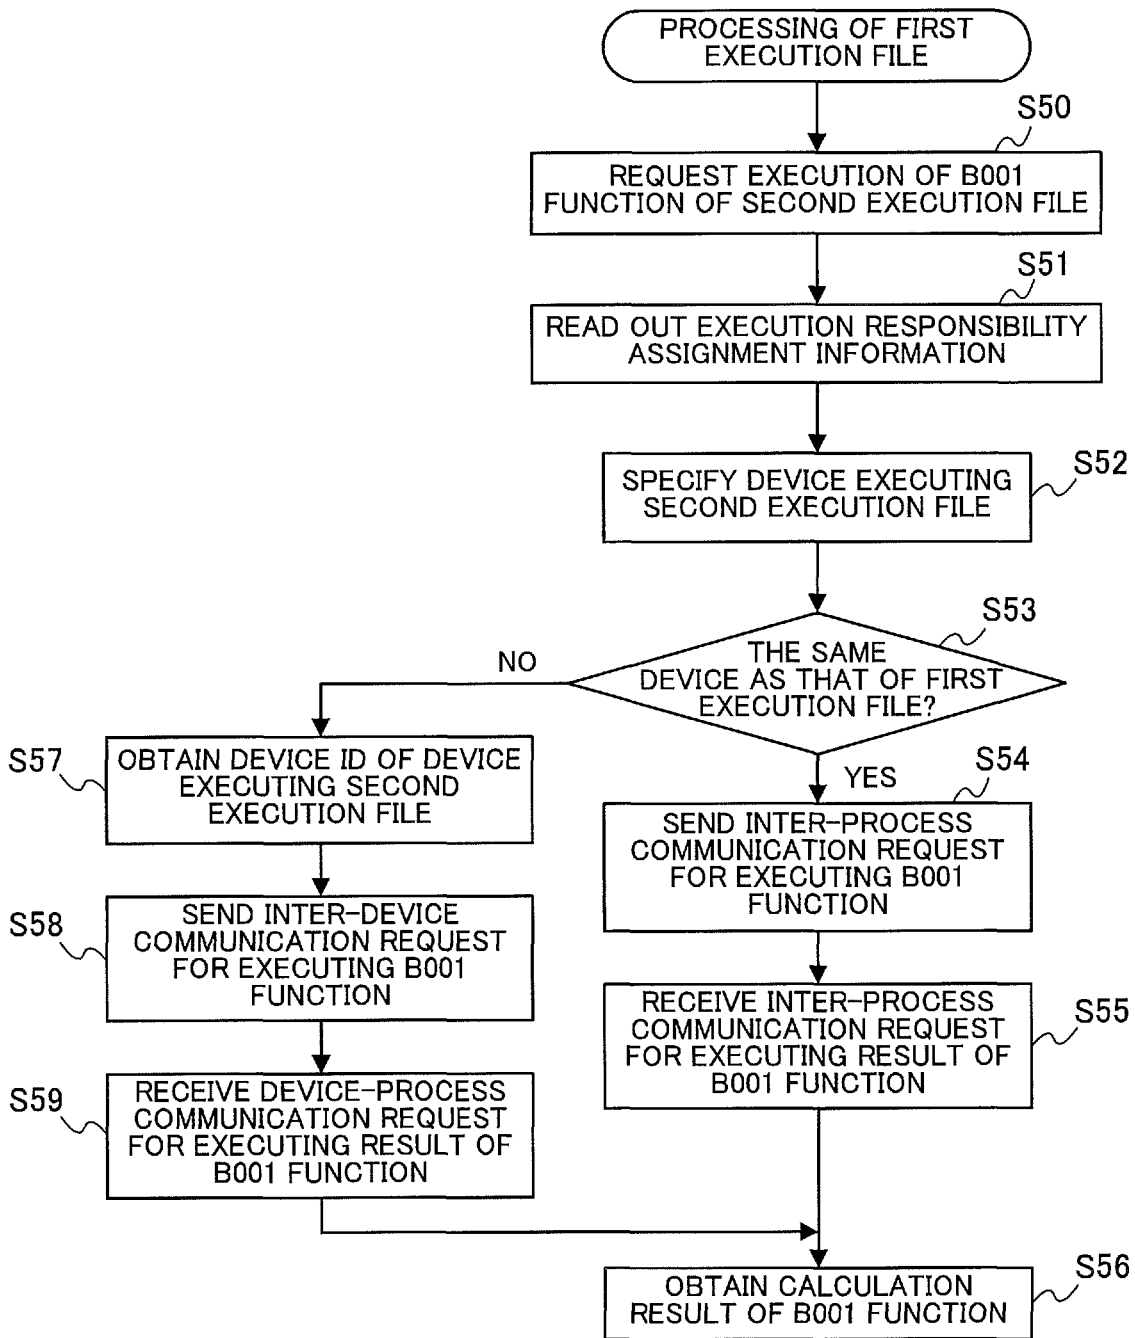 PROCESSING OF FIRST
EXECUTION FILE
S50
REQUEST EXECUTION OF B001
FUNCTION OF SECOND EXECUTION FILE
S51
READ OUT EXECUTION RESPONSIBILITY
ASSIGNMENT INFORMATION
S52
SPECIFY DEVICE EXECUTING
SECOND EXECUTION FILE
S53
THE SAME
DEVICE AS THAT OF FIRST
EXECUTION FILE?
NO
YES
S57
OBTAIN DEVICE ID OF DEVICE
EXECUTING SECOND
EXECUTION FILE
S54
SEND INTER-PROCESS
COMMUNICATION REQUEST
FOR EXECUTING B001
FUNCTION
S58
SEND INTER-DEVICE
COMMUNICATION REQUEST
FOR EXECUTING B001
FUNCTION
S55
RECEIVE INTER-PROCESS
COMMUNICATION REQUEST
FOR EXECUTING RESULT OF
B001 FUNCTION
S59
RECEIVE DEVICE-PROCESS
COMMUNICATION REQUEST
FOR EXECUTING RESULT OF
B001 FUNCTION
S56
OBTAIN CALCULATION
RESULT OF B001 FUNCTION